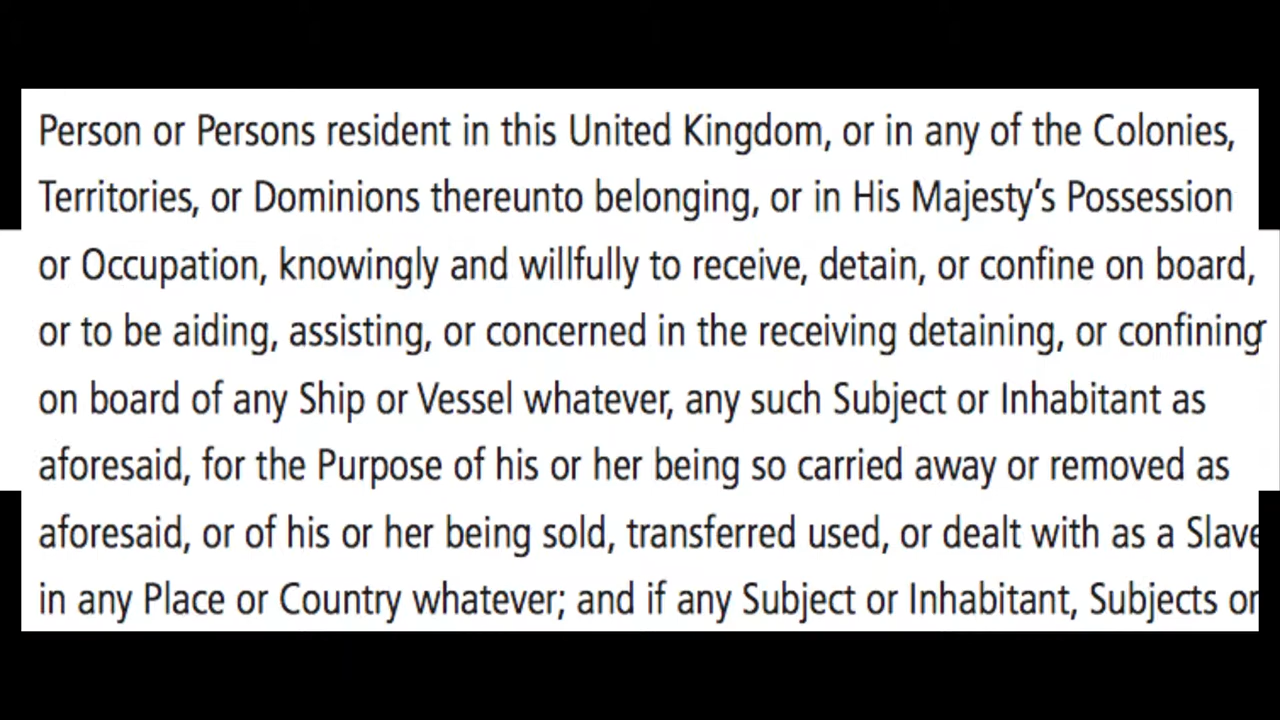 Person or Persons resident in this United Kingdom, or in any of the Colonies,
Territories, or Dominions thereunto belonging, or in His Majesty's Possession
or Occupation, knowingly and willfully to receive, detain, or confine on board,
or to be aiding, assisting, or concerned in the receiving detaining, or confining
on board of any Ship or Vessel whatever, any such Subject or Inhabitant as
aforesaid, for the Purpose of his or her being so carried away or removed as
aforesaid, or of his or her being sold, transferred used, or dealt with as a Slave
in any Place or Country whatever; and if any Subject or Inhabitant, Subjects or